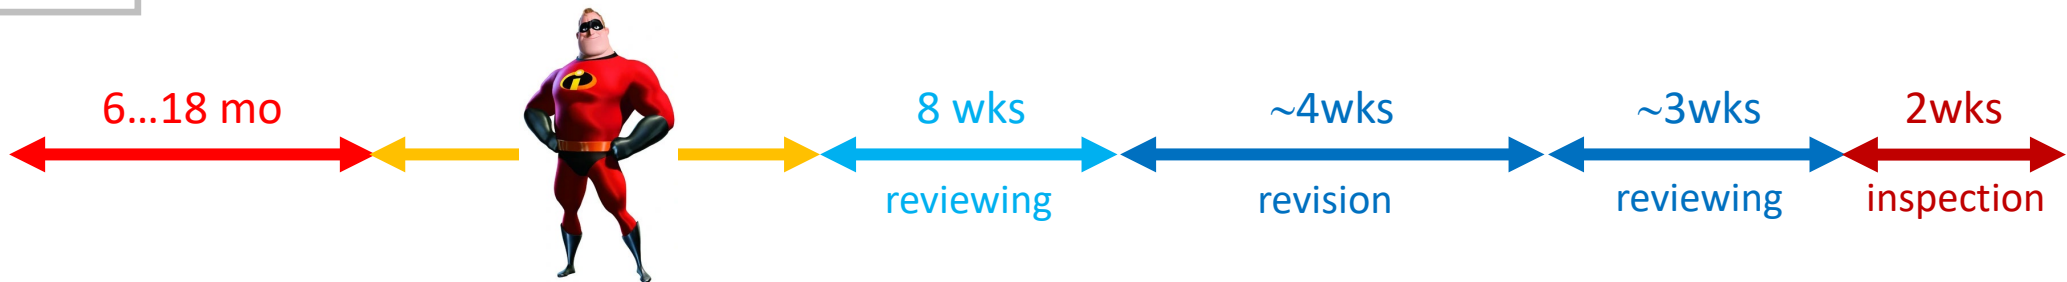 6...18 mo
8 wks
~4wks
~3wks
2wks
reviewing
revision
reviewing
inspection